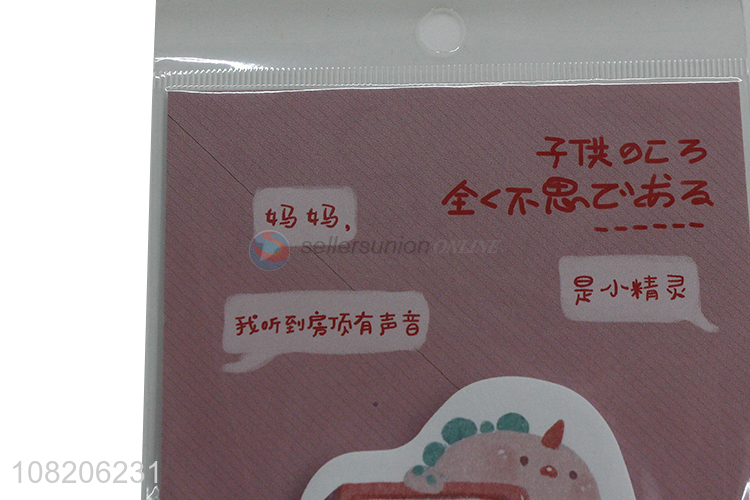 子供のころ
全く不思である
妈妈，
sellersunion ONLINE
是小精灵
我听到房顶有声音
108206231